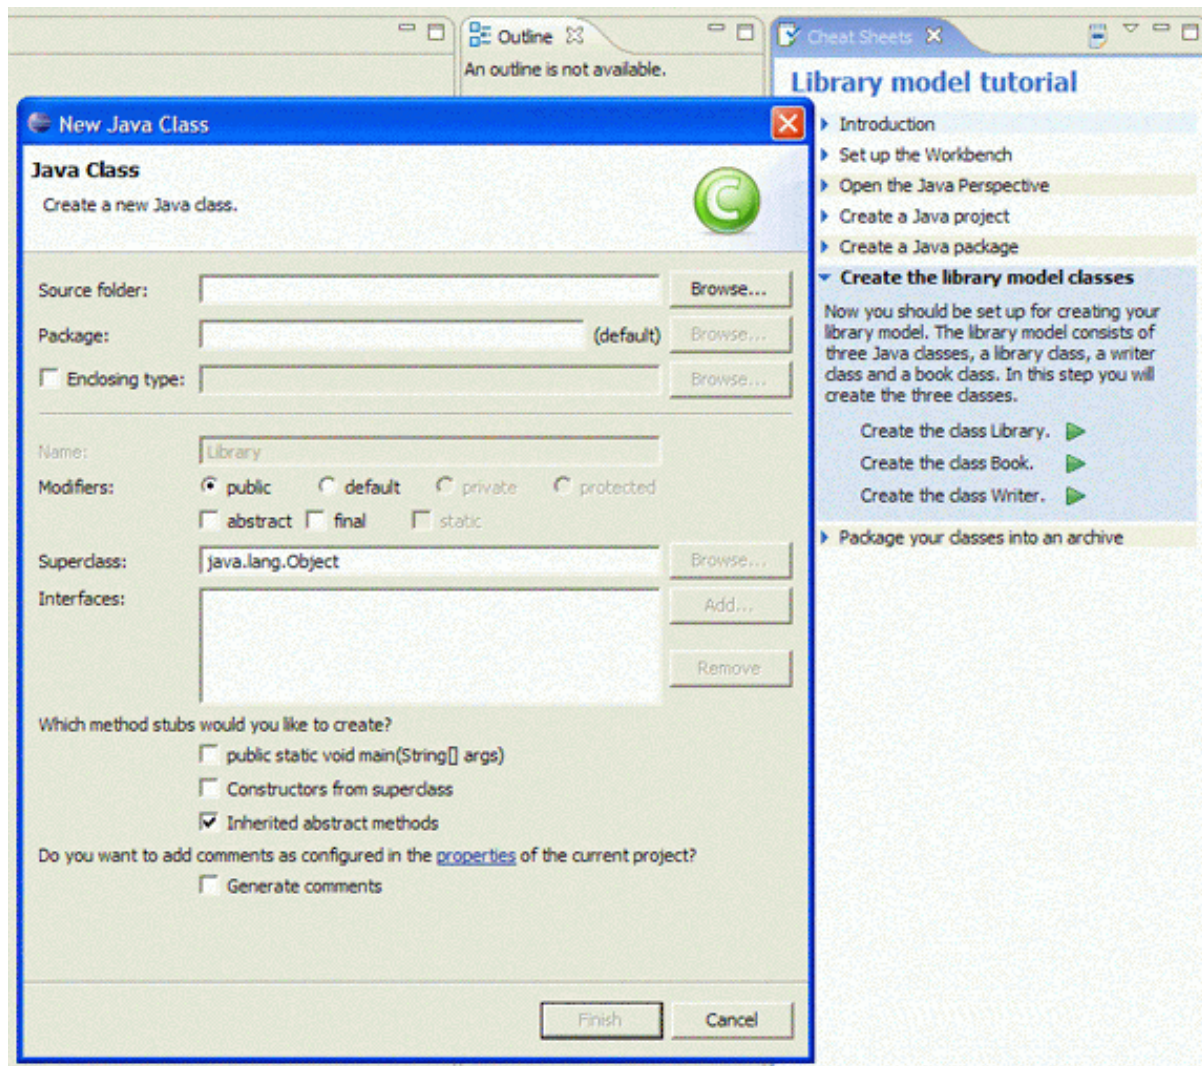 Outline
Cheat Sheets
An outline is not available.
Library model tutorial
New Java Class
Java Class
Create a new Java class.
Source folder:
Browse...
Package:
(default)
Browse...
Enclosing type:
Browse...
Name:
Library
Modifiers:
public
default
private
protected
abstract
final
static
Superclass:
java.lang.Object
Browse...
Interfaces:
Add...
Remove
Which method stubs would you like to create?
public static void main(String[] args)
Constructors from superclass
Inherited abstract methods
Do you want to add comments as configured in the properties of the current project?
Generate comments
Finish
Cancel
Introduction
Set up the Workbench
Open the Java Perspective
Create a Java project
Create a Java package
Create the library model classes
Now you should be set up for creating your
library model. The library model consists of
three Java classes, a library class, a writer
class and a book class. In this step you will
create the three classes.
Create the class Library.
Create the class Book.
Create the class Writer.
Package your classes into an archive